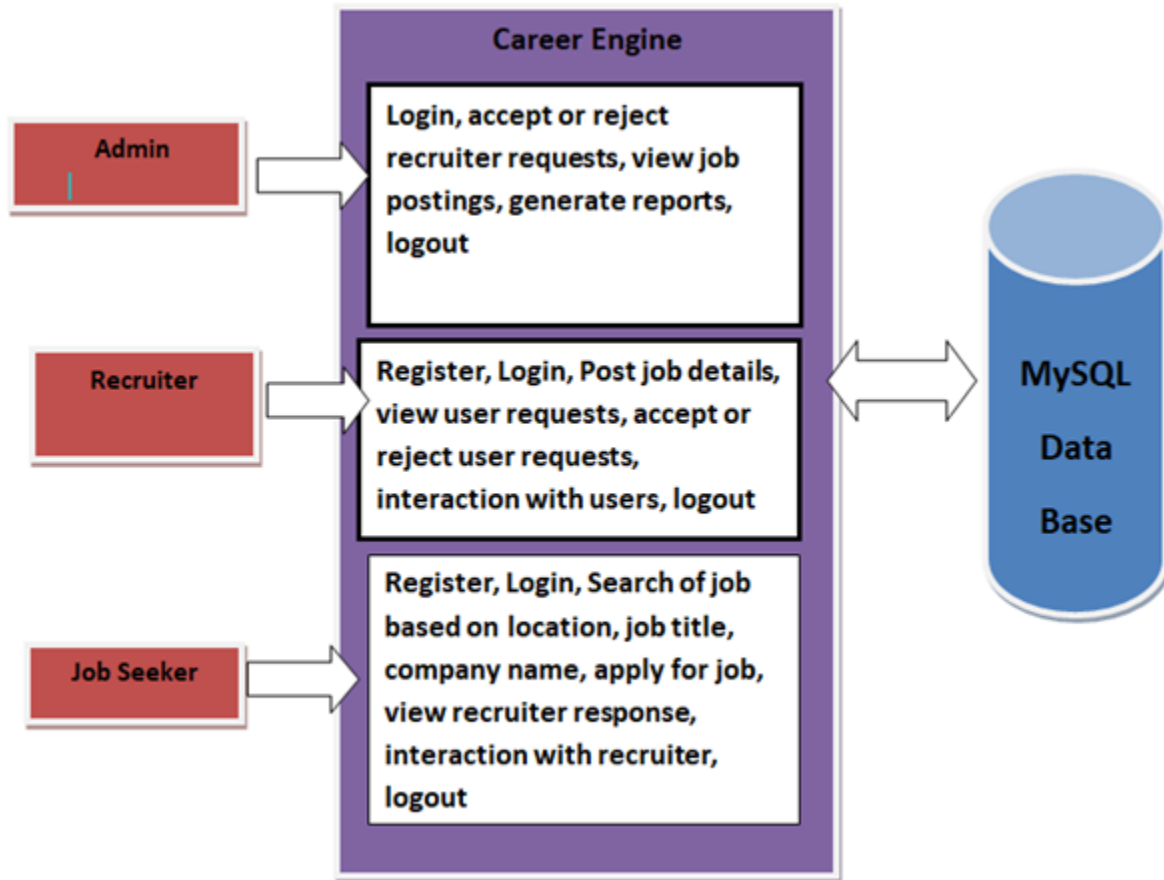 Career Engine
Admin
Login, accept or reject
recruiter requests, view job
postings, generate reports,
logout
Recruiter
Register, Login, Post job details,
view user requests, accept or
reject user requests,
interaction with users, logout
Job Seeker
Register, Login, Search of job
based on location, job title,
company name, apply for job,
view recruiter response,
interaction with recruiter,
logout
MySQL
Data
Base